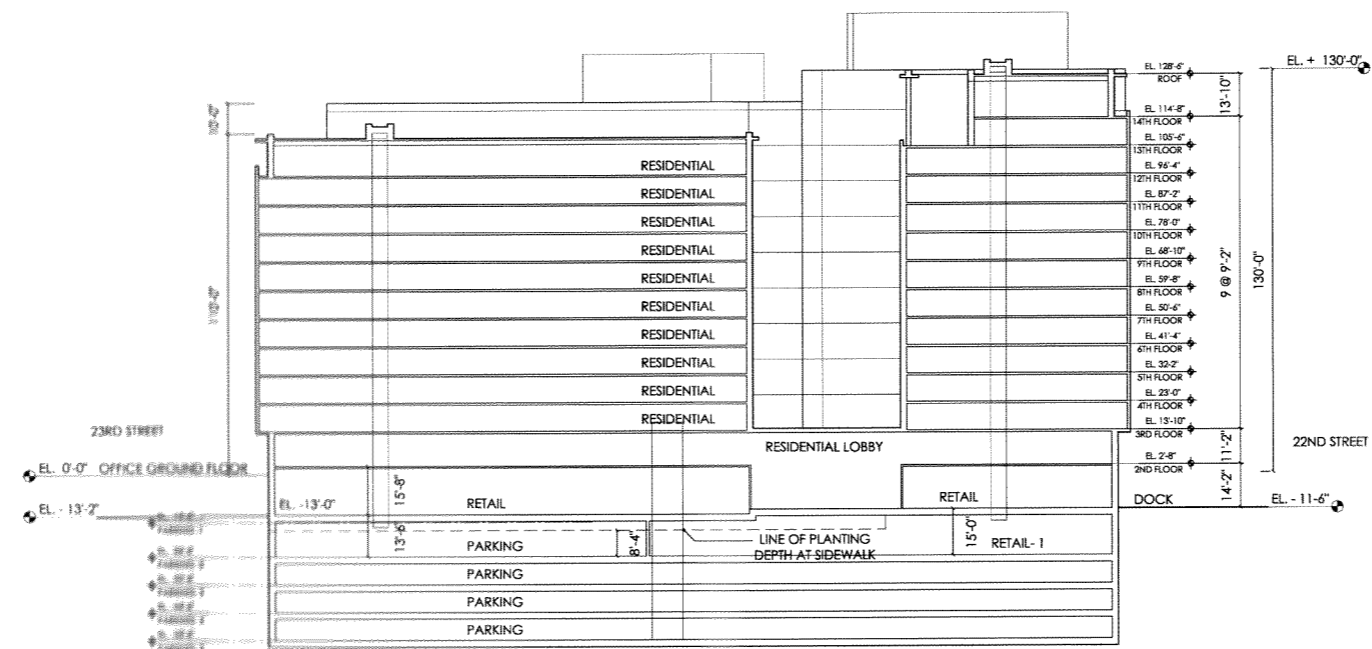 EL. + 130'-0"
EL. 128'-6"
ROOF
13'-10"
EL. 114'-8"
14TH FLOOR
EL. 105'-6"
13TH FLOOR
EL. 96'-4"
12TH FLOOR
EL. 87'-2"
11TH FLOOR
EL. 78'-0"
10TH FLOOR
EL. 68'-10"
9TH FLOOR
EL. 59'-8"
8TH FLOOR
EL. 50'-6"
7TH FLOOR
EL. 41'-4"
6TH FLOOR
EL. 32'-2"
5TH FLOOR
EL. 23'-0"
4TH FLOOR
EL. 13'-10"
3RD FLOOR
EL. 2'-8"
2ND FLOOR
9 @ 9'-2"
130'-0"
11'-2"
14'-2"
22ND STREET
DOCK
EL. - 11'-6"
RESIDENTIAL
RESIDENTIAL
RESIDENTIAL
RESIDENTIAL
RESIDENTIAL
RESIDENTIAL
RESIDENTIAL
RESIDENTIAL
RESIDENTIAL
RESIDENTIAL
23RD STREET
RESIDENTIAL LOBBY
EL. 0'-0" OFFICE GROUND FLOOR
EL. - 13'-2"
EL. -13'-0"
15'-8"
RETAIL
RETAIL
13'-6"
PARKING
8'-4"
LINE OF PLANTING
DEPTH AT SIDEWALK
15'-0"
RETAIL- 1
PARKING
PARKING
PARKING